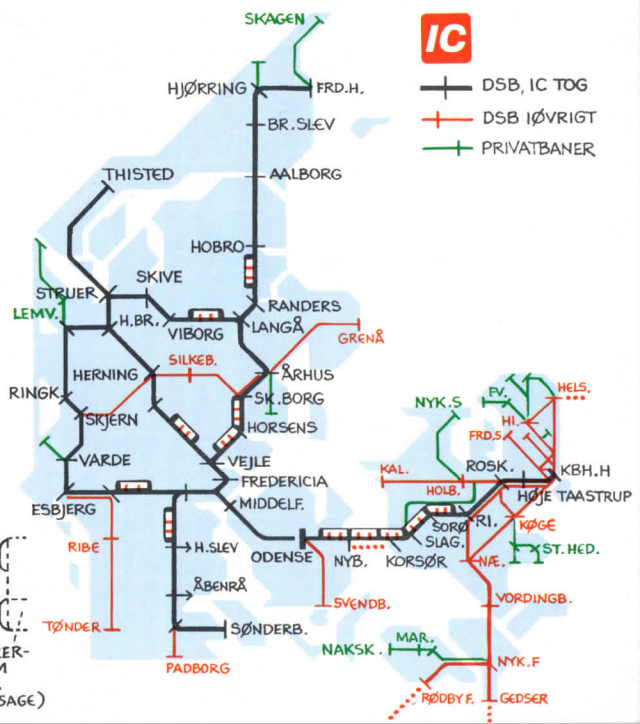 SKAGEN
IC
HJØRRING
FRD.H.
DSB, IC TOG
BR.SLEV
DSB IØVRIGT
PRIVATBANER
THISTED
AALBORG
HOBRO
SKIVE
STRUER
RANDERS
LEMV.
H.BR.
VIBORG
LANGÅ
GRENÅ
SILKEB.
HERNING
ÅRHUS
RINGK.
SK.BORG
NYK.S
FV.
HELS.
SKJERN
HORSENS
HI.
FRD.S
VARDE
VEJLE
KAL.
ROSK.
KBH.H
FREDERICIA
HOLB.
HØJE TAASTRUP
ESBJERG
MIDDELF.
SORØ
RI.
KØGE
SLAG.
RIBE
H.SLEV
ODENSE
NYB.
KORSØR
NÆ.
ST.HED.
ÅBENRÅ
SVENDB.
VORDINGB.
TØNDER
SØNDERB.
MAR.
NAKSK.
ER-
PADBORG
NYK.F
M
SAGE)
RØDBY F.
GEDSER